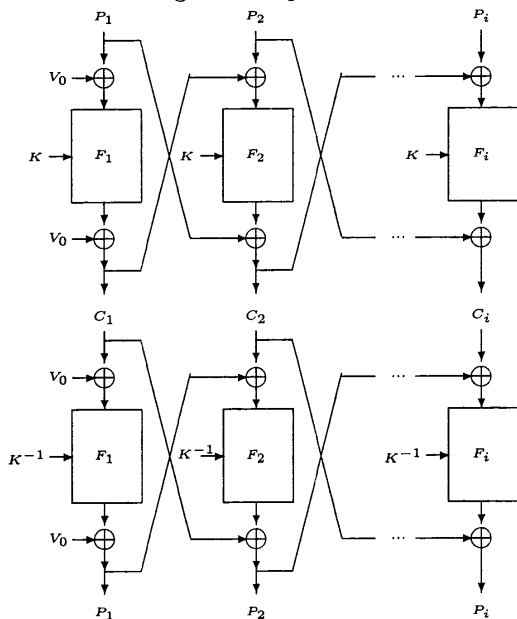 P1 P2 Pi
V0 ... 
K F1 K F2 K Fi
V0 ...
C1 C2 Ci
V0 ...
K−1 F1 K−1 F2 K−1 Fi
V0 ...
P1 P2 Pi